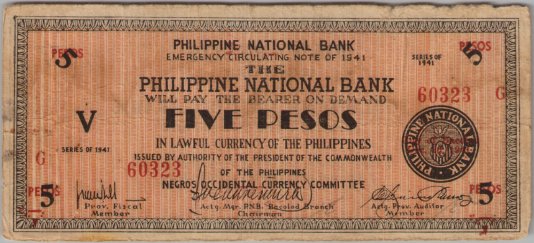 5 PESOS
PHILIPPINE NATIONAL BANK
EMERGENCY CIRCULATING NOTE OF 1941
SERIES OF 1941
PESOS 5
THE
PHILIPPINE NATIONAL BANK
WILL PAY THE BEARER ON DEMAND
60323 G
V
FIVE PESOS
IN LAWFUL CURRENCY OF THE PHILIPPINES
SERIES OF 1941
ISSUED BY AUTHORITY OF THE PRESIDENT OF THE COMMONWEALTH
G
60323
OF THE PHILIPPINES
NEGROS OCCIDENTAL CURRENCY COMMITTEE
PHILIPPINE NATIONAL BANK
PESOS 5
PESOS 5
Prov. Fiscal
Member
Actg. Mgr. P.N.B. Bacolod Branch
Chairman
Actg. Prov. Auditor
Member